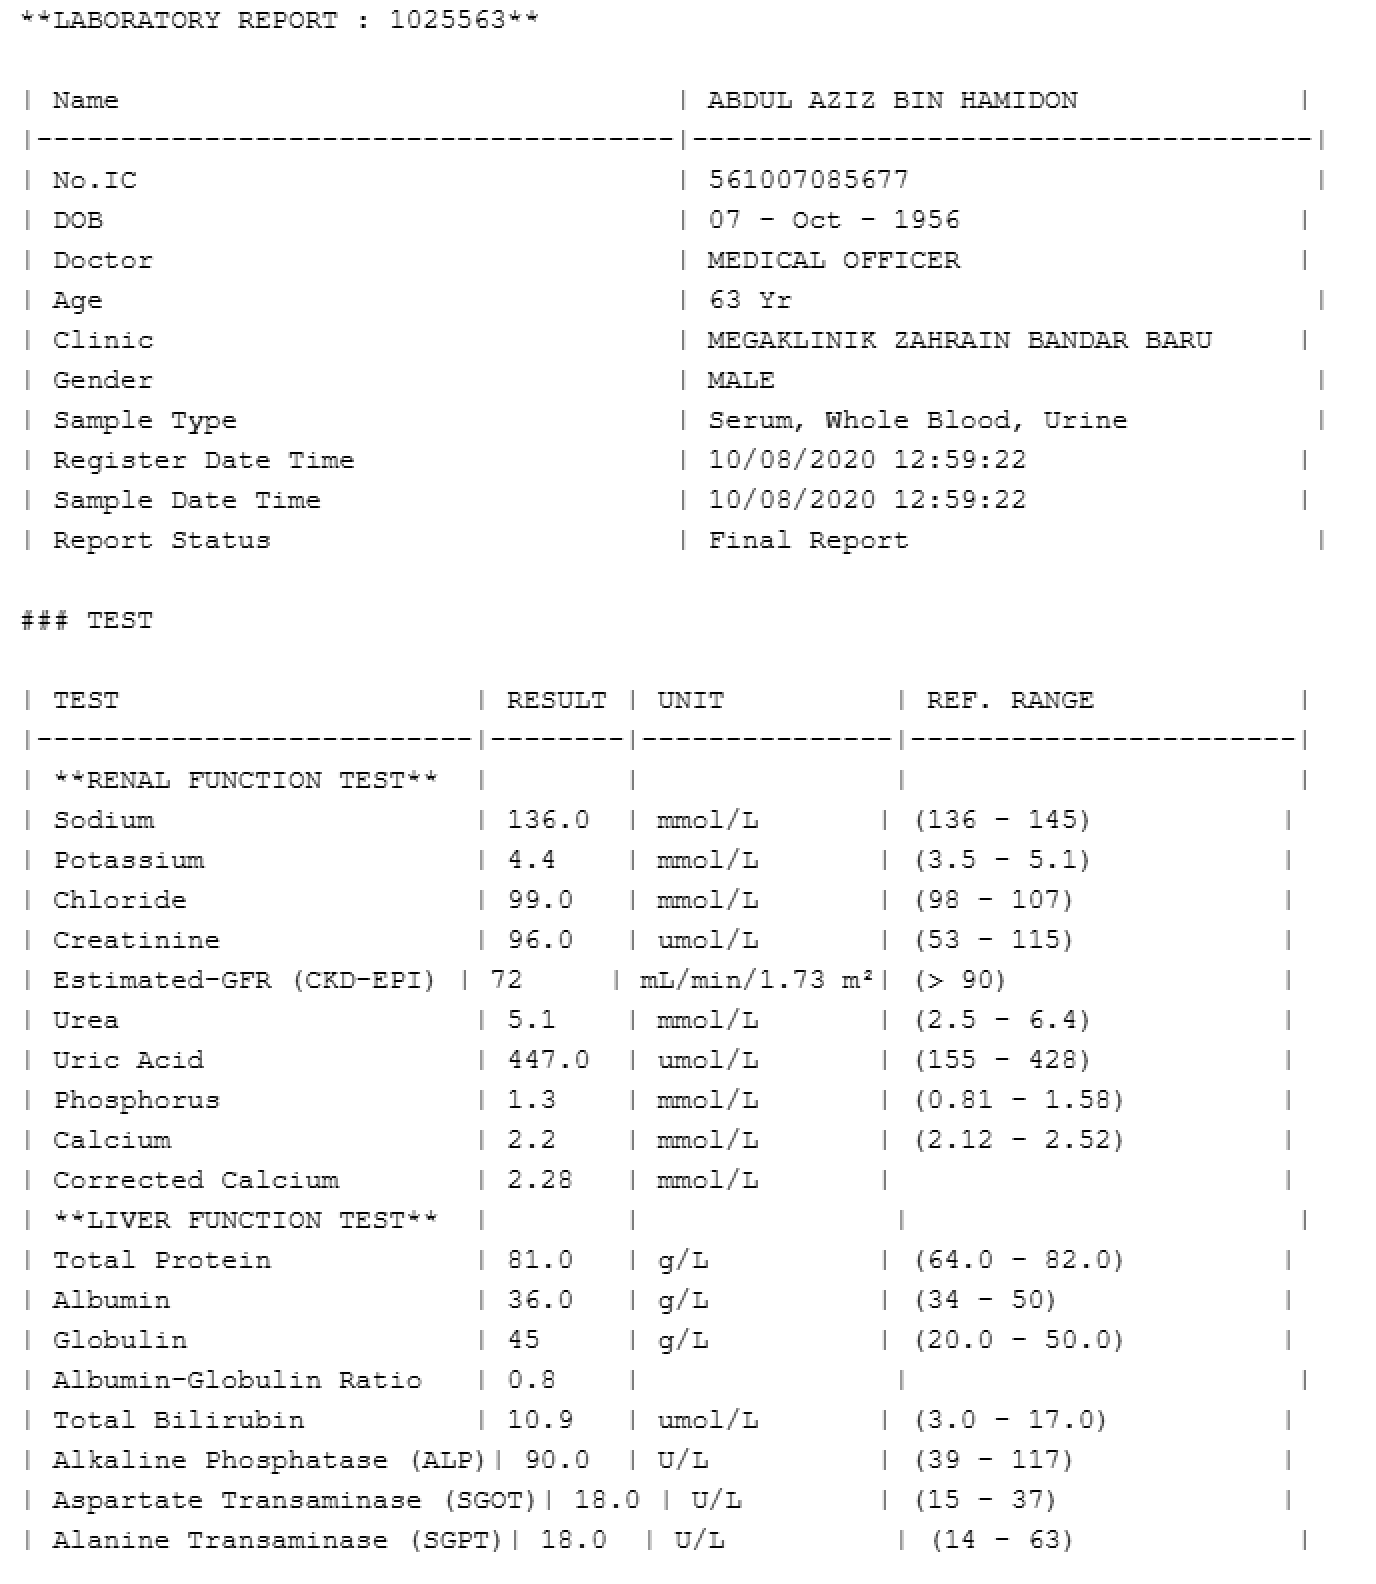 **LABORATORY REPORT : 1025563**
| Name | ABDUL AZIZ BIN HAMIDON |
|--------------------------------------|-------------------------------------|
| No.IC | 561007085677 |
| DOB | 07 - Oct - 1956 |
| Doctor | MEDICAL OFFICER |
| Age | 63 Yr |
| Clinic | MEGAKLINIK ZAHRAIN BANDAR BARU |
| Gender | MALE |
| Sample Type | Serum, Whole Blood, Urine |
| Register Date Time | 10/08/2020 12:59:22 |
| Sample Date Time | 10/08/2020 12:59:22 |
| Report Status | Final Report |
### TEST
| TEST | RESULT | UNIT | REF. RANGE |
|--------------------------|--------|---------------|-----------------------|
| **RENAL FUNCTION TEST** | | | |
| Sodium | 136.0 | mmol/L | (136 - 145) |
| Potassium | 4.4 | mmol/L | (3.5 - 5.1) |
| Chloride | 99.0 | mmol/L | (98 - 107) |
| Creatinine | 96.0 | umol/L | (53 - 115) |
| Estimated-GFR (CKD-EPI) | 72 | mL/min/1.73 m²| (> 90) |
| Urea | 5.1 | mmol/L | (2.5 - 6.4) |
| Uric Acid | 447.0 | umol/L | (155 - 428) |
| Phosphorus | 1.3 | mmol/L | (0.81 - 1.58) |
| Calcium | 2.2 | mmol/L | (2.12 - 2.52) |
| Corrected Calcium | 2.28 | mmol/L | |
| **LIVER FUNCTION TEST** | | | |
| Total Protein | 81.0 | g/L | (64.0 - 82.0) |
| Albumin | 36.0 | g/L | (34 - 50) |
| Globulin | 45 | g/L | (20.0 - 50.0) |
| Albumin-Globulin Ratio | 0.8 | | |
| Total Bilirubin | 10.9 | umol/L | (3.0 - 17.0) |
| Alkaline Phosphatase (ALP)| 90.0 | U/L | (39 - 117) |
| Aspartate Transaminase (SGOT)| 18.0 | U/L | (15 - 37) |
| Alanine Transaminase (SGPT)| 18.0 | U/L | (14 - 63) |